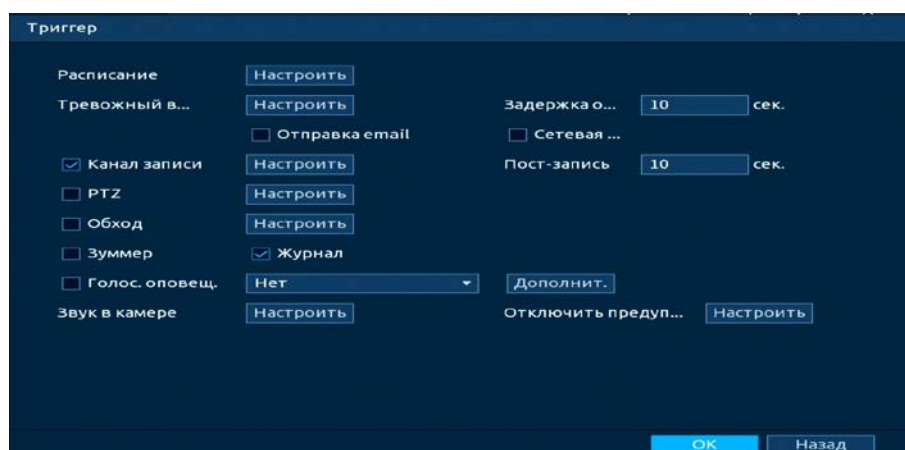 Триггер
Расписание Настроить
Тревожный в... Настроить Задержка о... 10 сек.
Отправка email Сетевая ...
Канал записи Настроить Пост-запись 10 сек.
PTZ Настроить
Обход Настроить
Зуммер Журнал
Голос. оповещ. Нет Дополнит.
Звук в камере Настроить Отключить предуп... Настроить
OK Назад